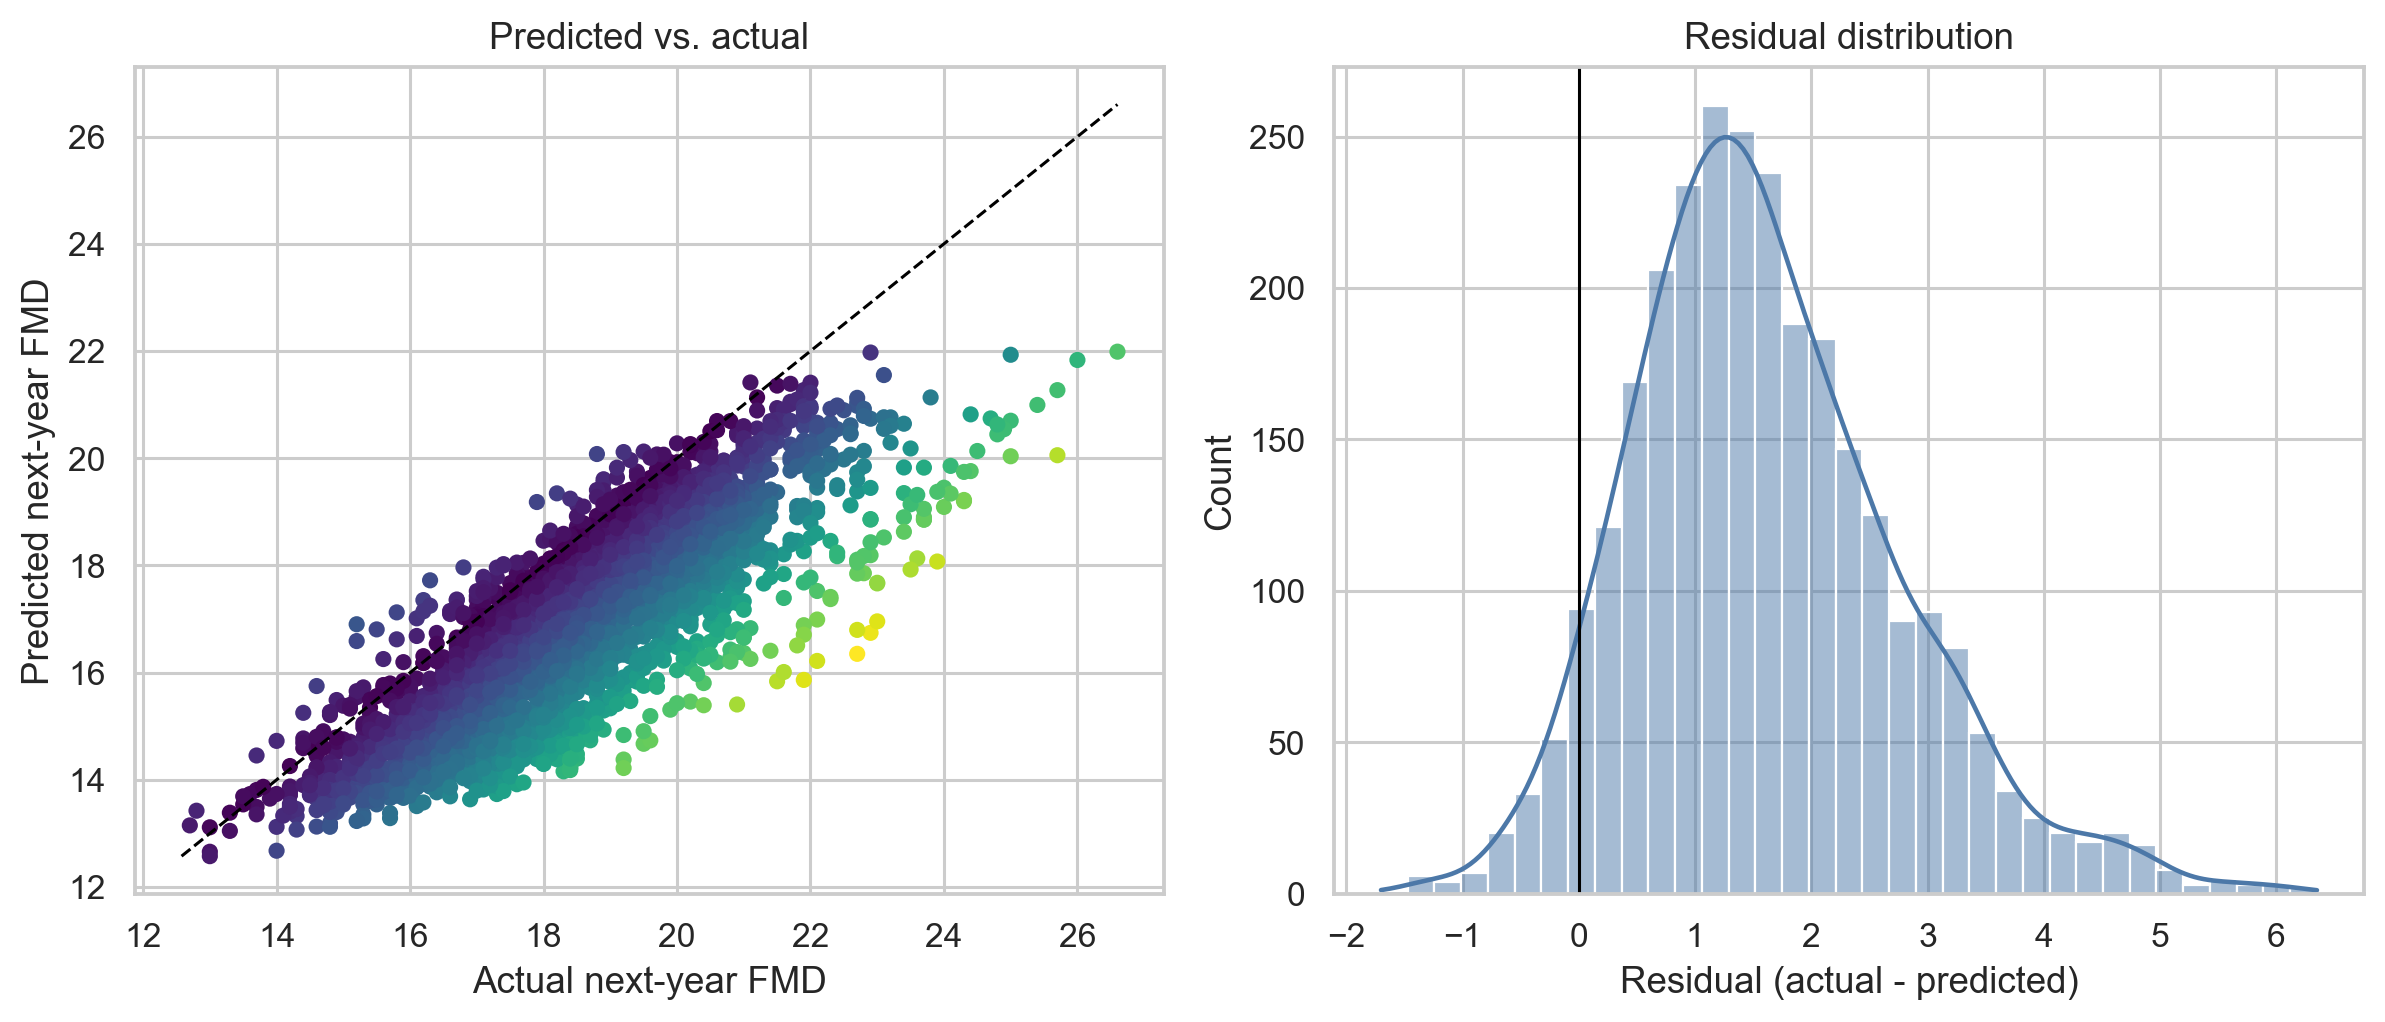 Predicted vs. actual
Predicted next-year FMD
26
24
22
20
18
16
14
12
12 14 16 18 20 22 24 26
Actual next-year FMD
Residual distribution
Count
250
200
150
100
50
0
−2 −1 0 1 2 3 4 5 6
Residual (actual - predicted)